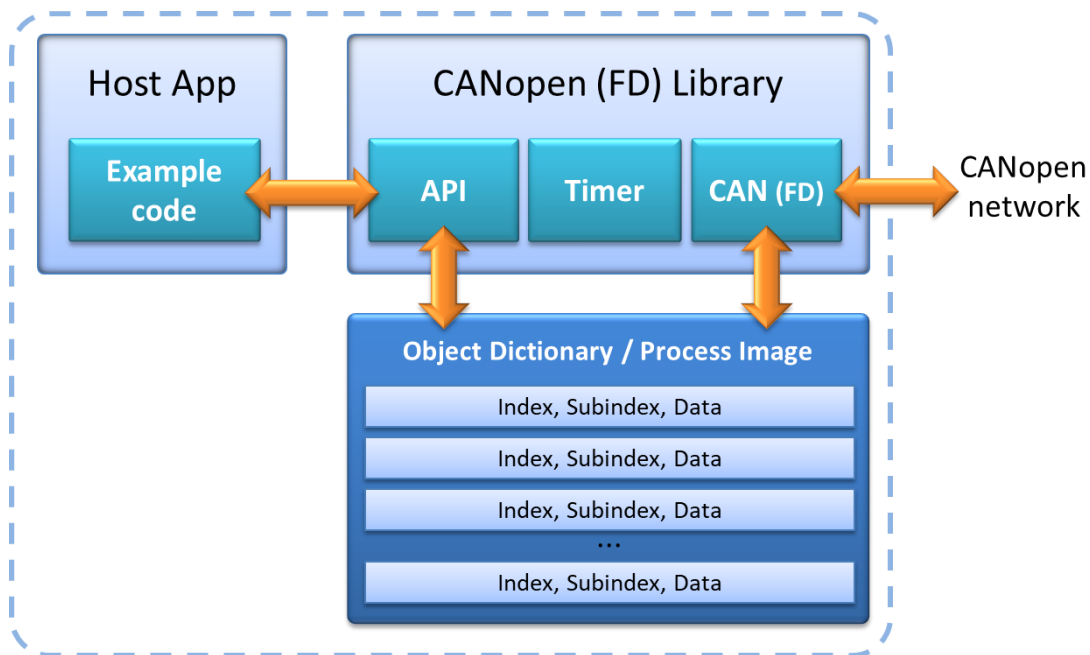 Host App
CANopen (FD) Library
Example
code
API
Timer
CAN (FD)
CANopen
network
Object Dictionary / Process Image
Index, Subindex, Data
Index, Subindex, Data
Index, Subindex, Data
...
Index, Subindex, Data